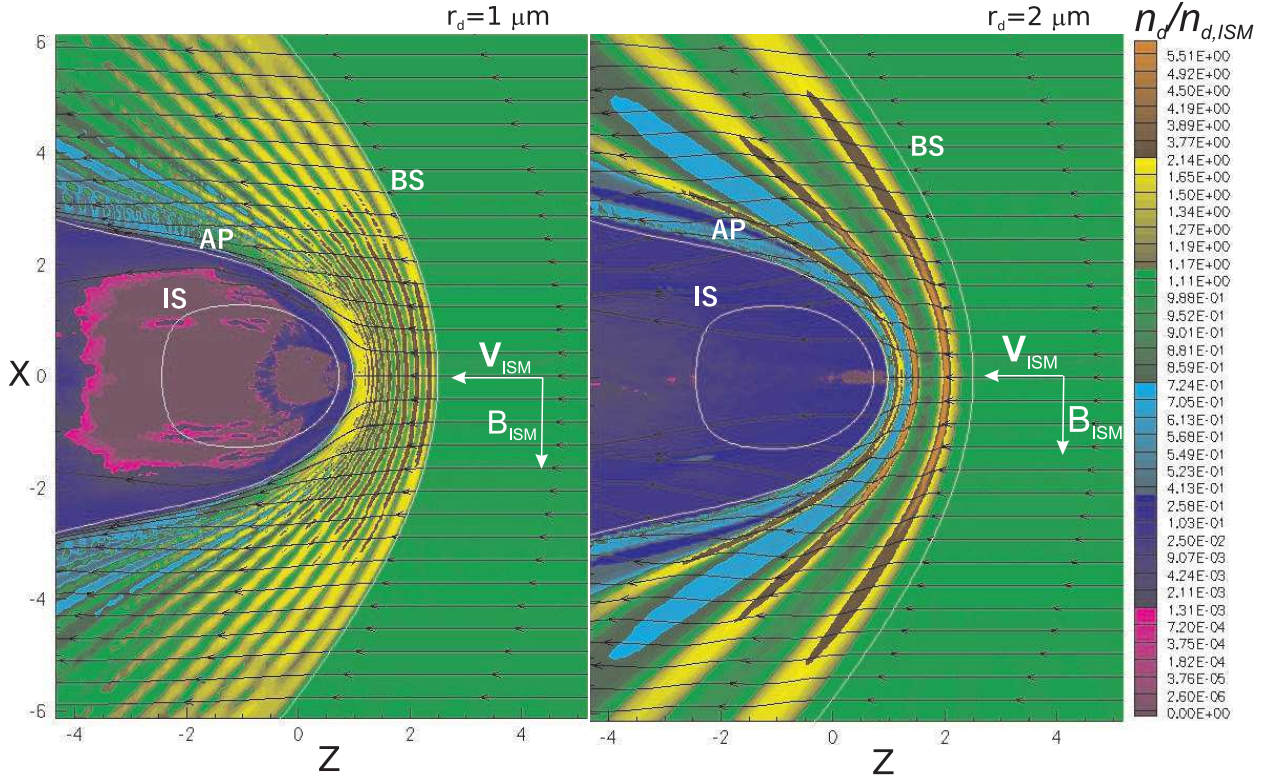 r_d=1 μm
r_d=2 μm
n_d/n_{d,ISM}
6
4
2
0
-2
-4
-6
X
BS
AP
IS
V_ISM
B_ISM
-4
-2
0
2
4
Z
BS
AP
IS
V_ISM
B_ISM
-4
-2
0
2
4
Z
5.51E+00
4.92E+00
4.50E+00
4.19E+00
3.89E+00
3.77E+00
2.14E+00
1.65E+00
1.50E+00
1.34E+00
1.27E+00
1.19E+00
1.17E+00
1.11E+00
9.88E-01
9.52E-01
9.01E-01
8.81E-01
8.59E-01
7.24E-01
7.05E-01
6.13E-01
5.68E-01
5.49E-01
5.23E-01
4.13E-01
2.58E-01
1.03E-01
2.50E-02
9.07E-03
4.24E-03
2.11E-03
1.31E-03
7.20E-04
3.75E-04
1.82E-04
3.76E-05
2.60E-06
0.00E+00